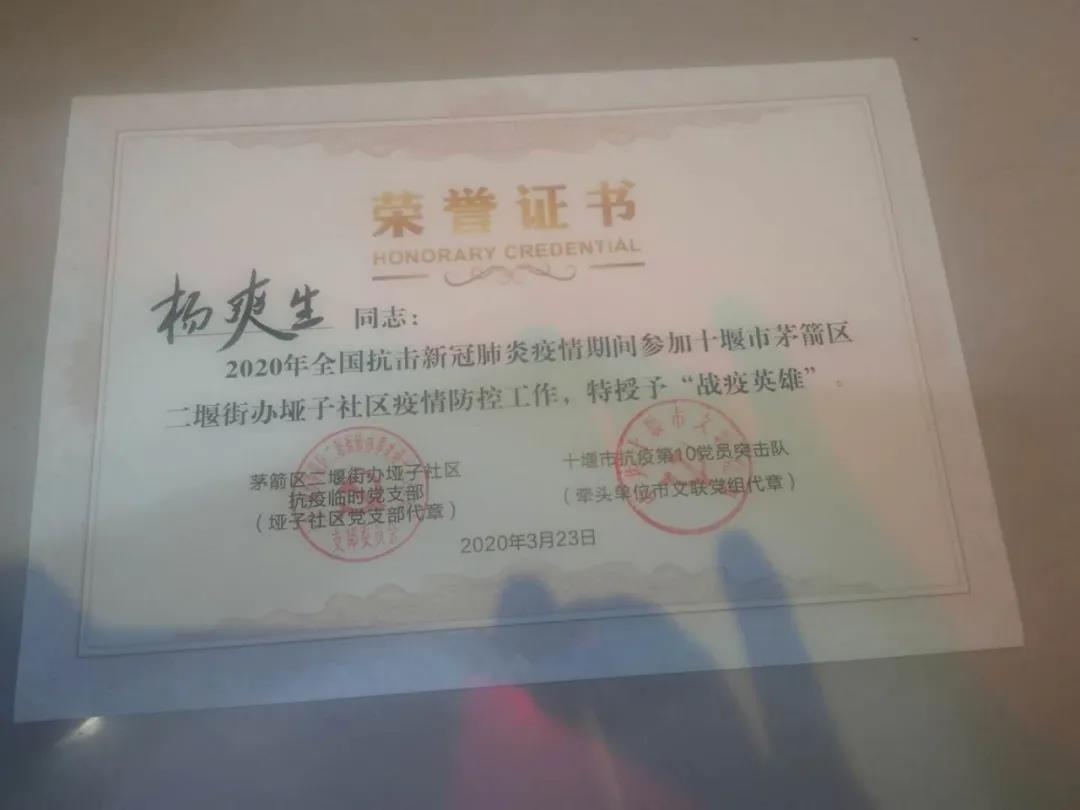 荣誉证书
HONORARY CREDENTIAL
杨爽生 同志：
2020年全国抗击新冠肺炎疫情期间参加十堰市茅箭区
二堰街办垭子社区疫情防控工作，特授予“战疫英雄”。
茅箭区二堰街办垭子社区
抗疫临时党支部
（垭子社区党支部代章）
十堰市抗疫第10党员突击队
（牵头单位市文联党组代章）
2020年3月23日